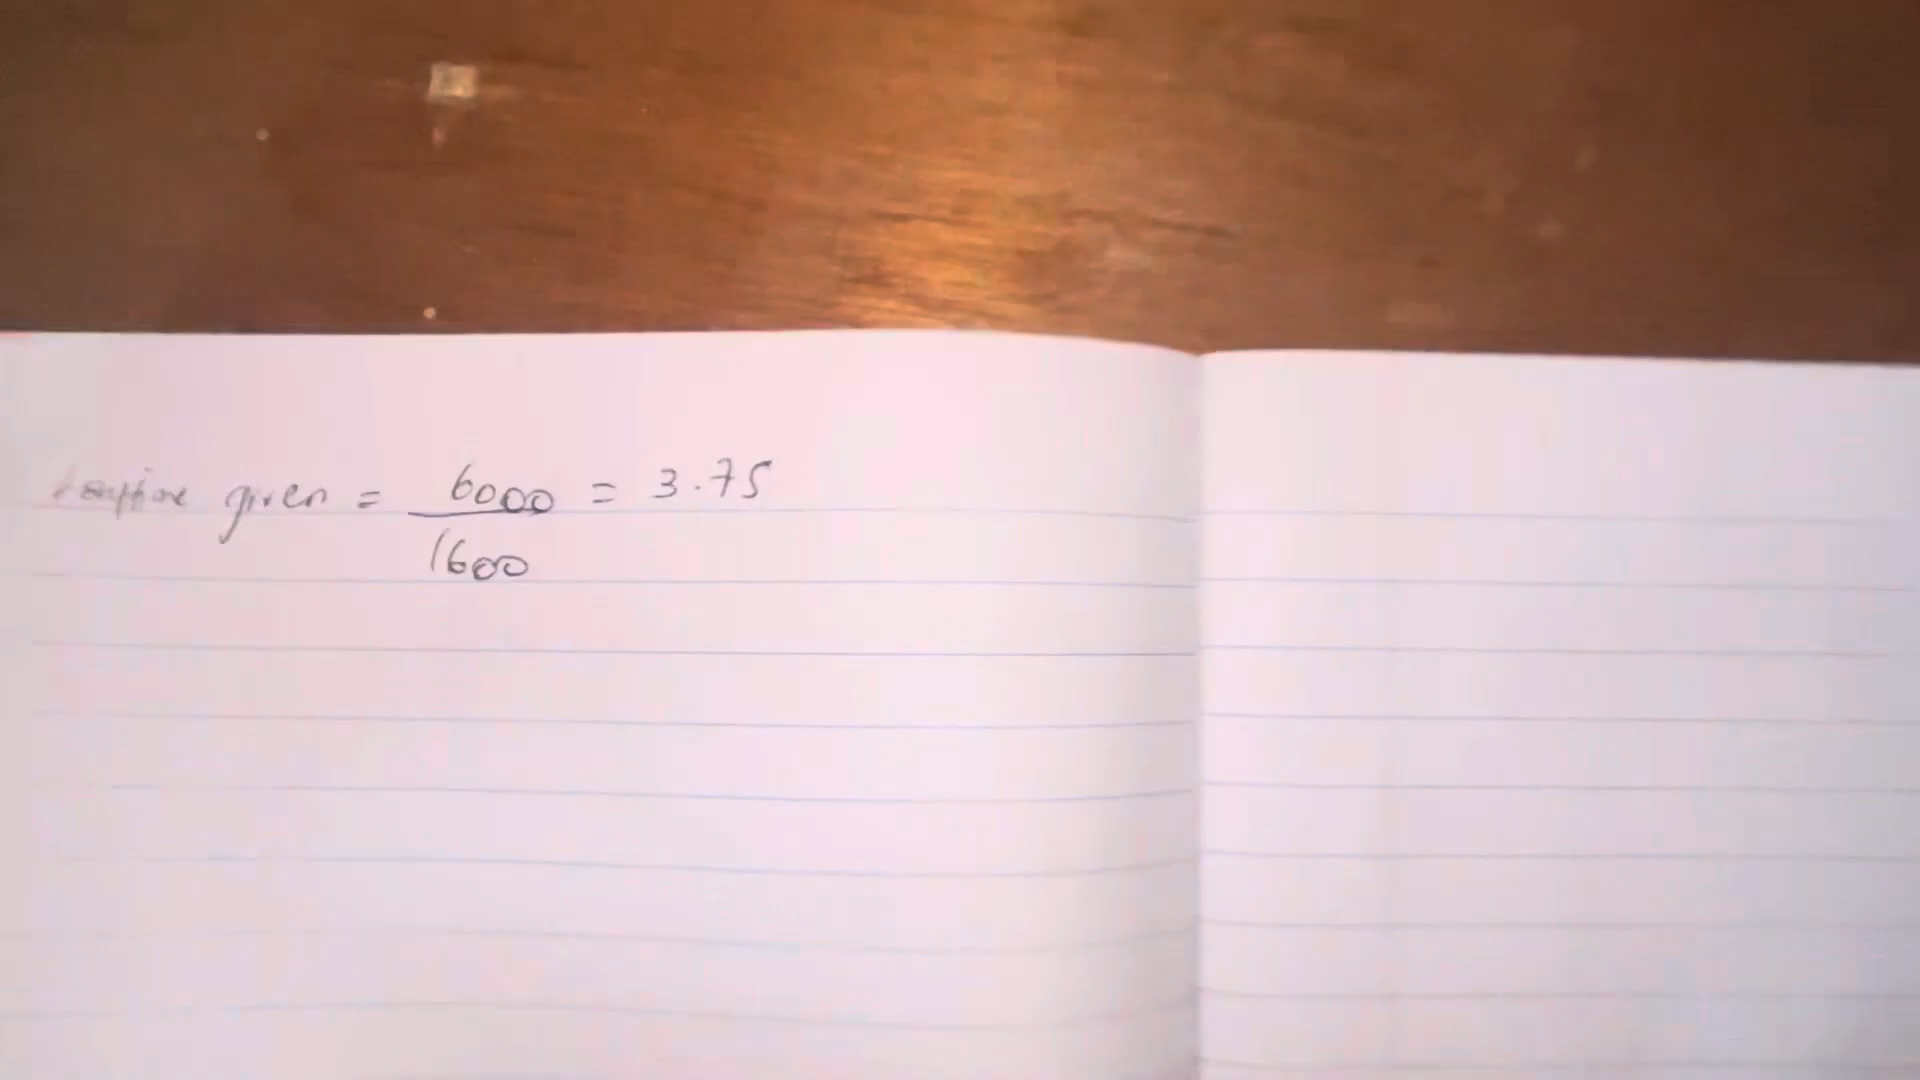 given = 6000 / 1600 = 3.75